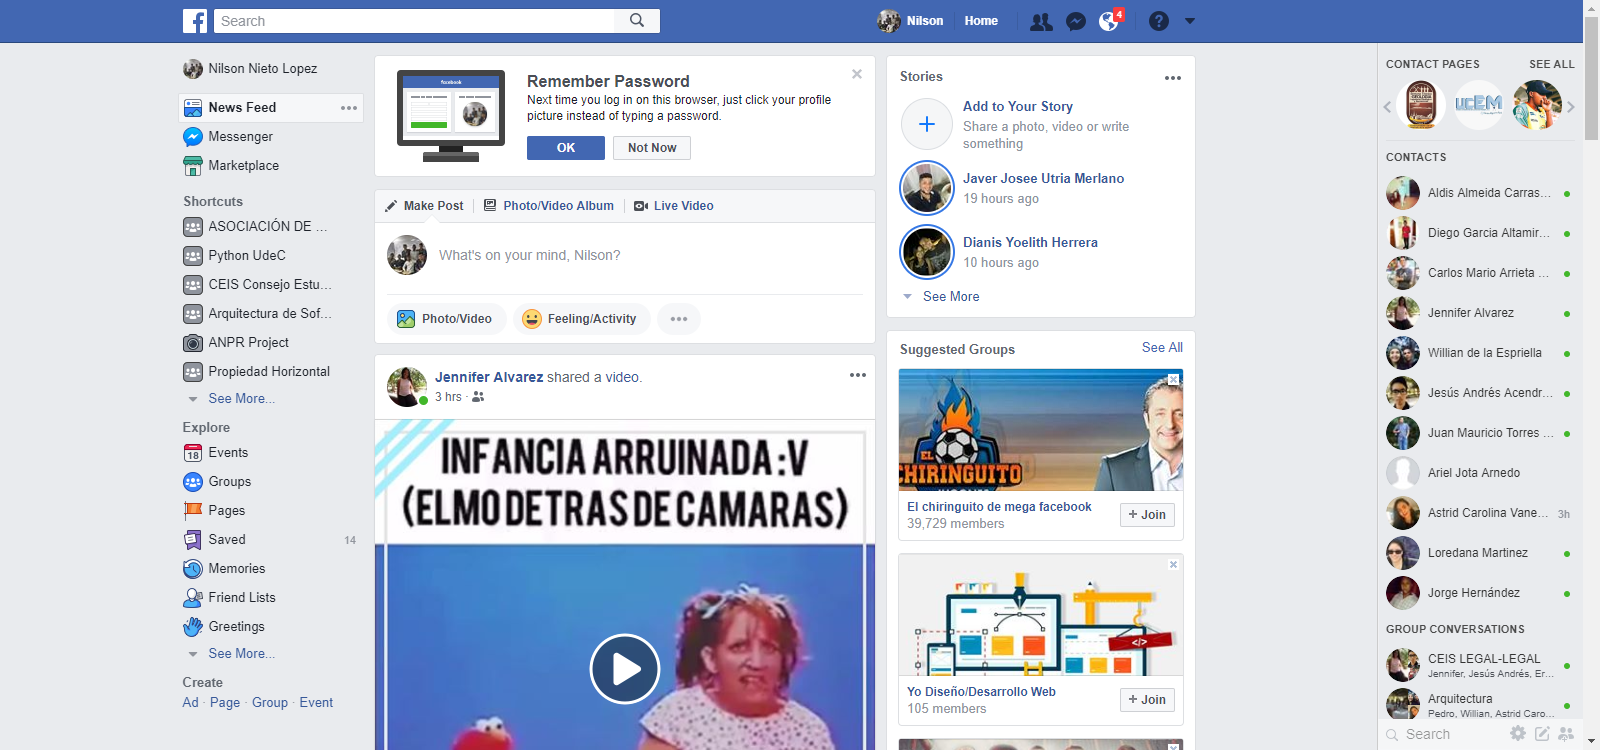 Search
Nilson
Home
4
Nilson Nieto Lopez
News Feed
Messenger
Marketplace
Shortcuts
ASOCIACIÓN DE ...
Python UdeC
CEIS Consejo Estu...
Arquitectura de Sof...
ANPR Project
Propiedad Horizontal
See More...
Explore
18
Events
Groups
Pages
Saved
14
Memories
Friend Lists
Greetings
See More...
Create
Ad · Page · Group · Event
facebook
Remember Password
Next time you log in on this browser, just click your profile
picture instead of typing a password.
OK
Not Now
Make Post
Photo/Video Album
Live Video
What's on your mind, Nilson?
Photo/Video
Feeling/Activity
Jennifer Alvarez shared a video.
3 hrs ·
INFANCIA ARRUINADA :V
(ELMO DETRAS DE CAMARAS)
Stories
Add to Your Story
Share a photo, video or write
something
Javer Josee Utria Merlano
19 hours ago
Dianis Yoelith Herrera
10 hours ago
See More
Suggested Groups
See All
EL
CHIRINGUITO
El chiringuito de mega facebook
39,729 members
+ Join
</>
Yo Diseño/Desarrollo Web
105 members
+ Join
CONTACT PAGES
SEE ALL
UCEM
CONTACTS
Aldis Almeida Carras...
Diego Garcia Altamir...
Carlos Mario Arrieta ...
Jennifer Alvarez
Willian de la Espriella
Jesús Andrés Acendr...
Juan Mauricio Torres ...
Ariel Jota Arnedo
Astrid Carolina Vane...
3h
Loredana Martinez
Jorge Hernández
GROUP CONVERSATIONS
CEIS LEGAL-LEGAL
Jennifer, Jesús Andrés, Er...
Arquitectura
Pedro, Willian, Astrid Caro...
Search